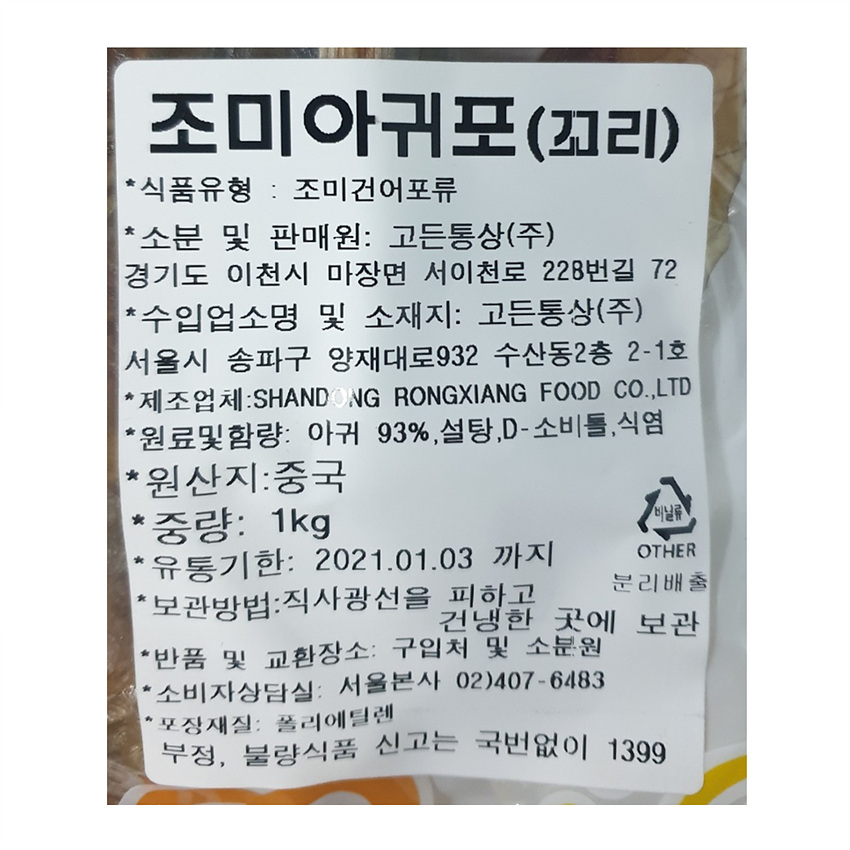 조미아귀포(꼬리)
*식품유형 : 조미건어포류
*소분 및 판매원: 고든통상(주)
경기도 이천시 마장면 서이천로 228번길 72
*수입업소명 및 소재지: 고든통상(주)
서울시 송파구 양재대로932 수산동2층 2-1호
*제조업체:SHANDONG RONGXIANG FOOD CO.,LTD
*원료및함량: 아귀 93%,설탕,D-소비톨,식염
*원산지:중국
*중량: 1kg
비닐류
OTHER
*유통기한: 2021.01.03 까지
분리배출
*보관방법:직사광선을 피하고
건냉한 곳에 보관
*반품 및 교환장소: 구입처 및 소분원
*소비자상담실: 서울본사 02)407-6483
*포장재질: 폴리에틸렌
부정, 불량식품 신고는 국번없이 1399